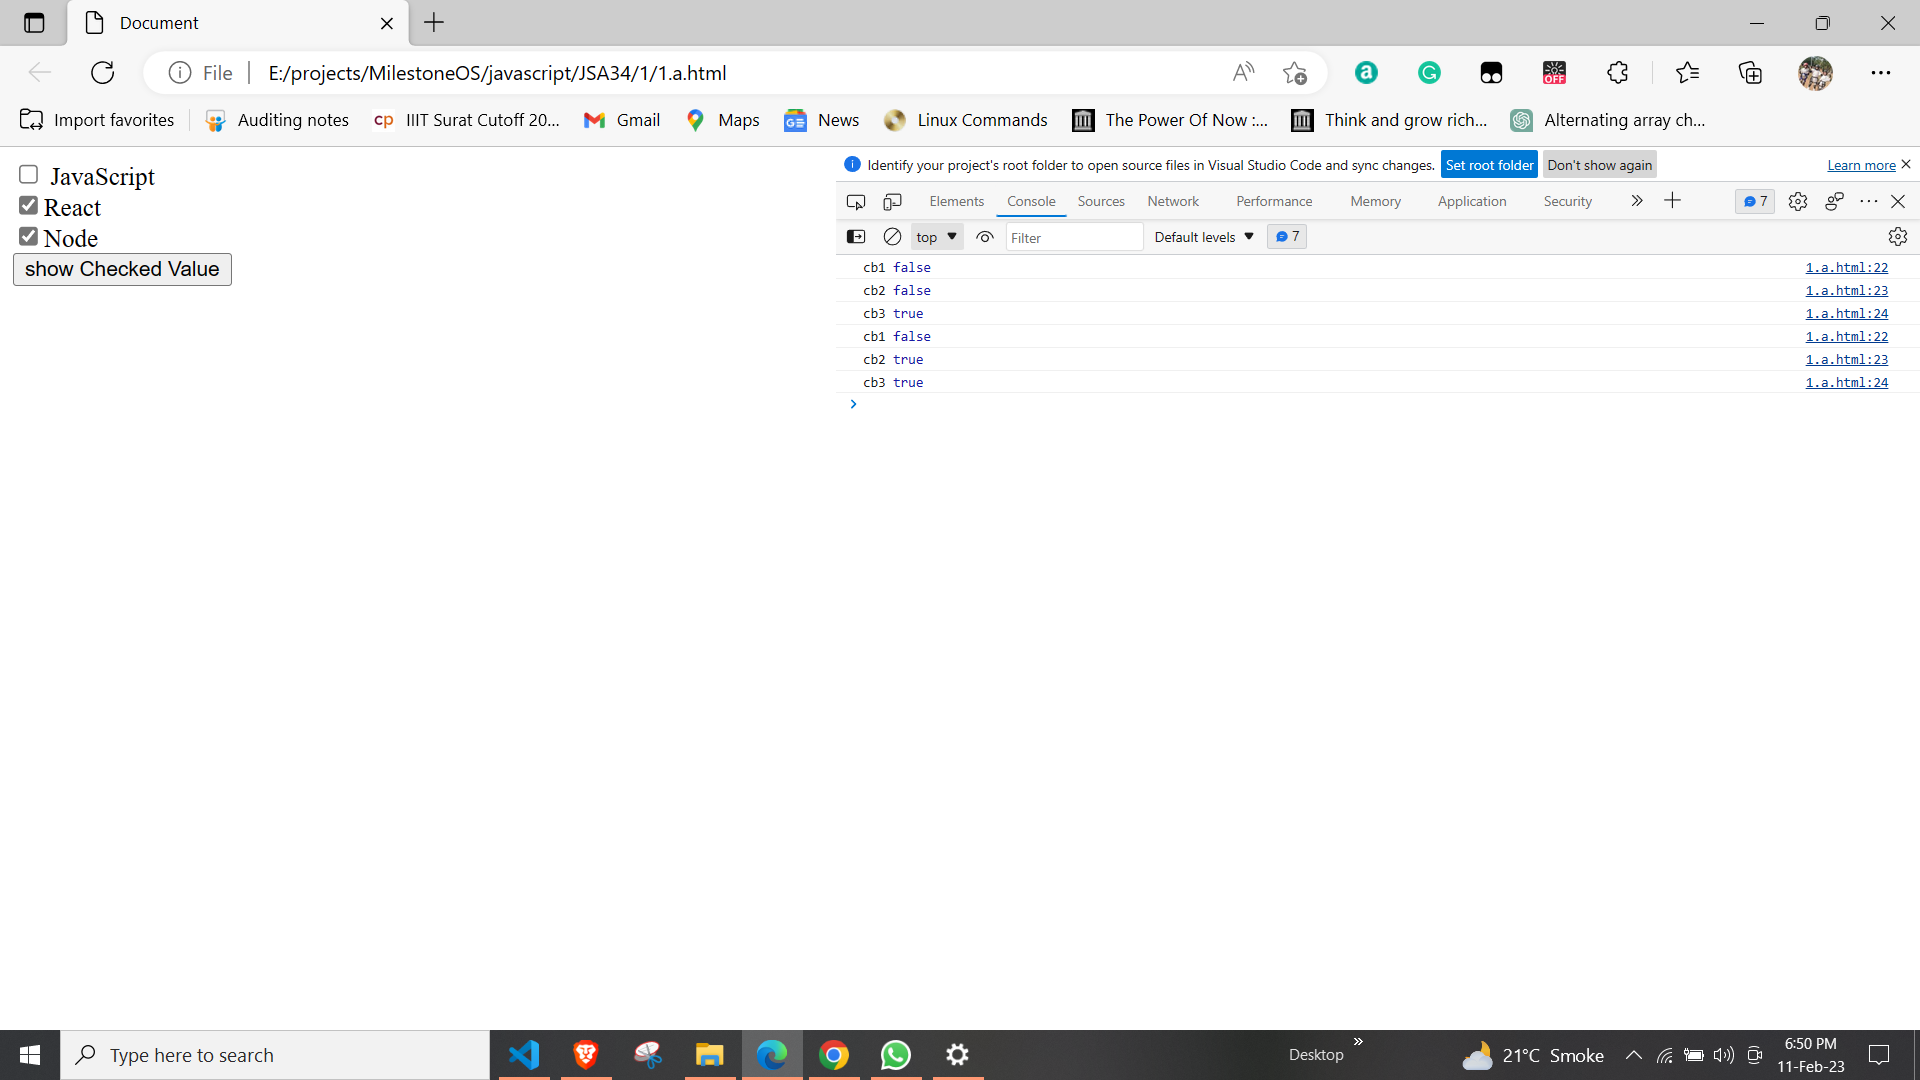 Document
File
E:/projects/MilestoneOS/javascript/JSA34/1/1.a.html
OFF
Import favorites
Auditing notes
cp IIIT Surat Cutoff 20...
Gmail
Maps
News
Linux Commands
The Power Of Now :...
Think and grow rich...
Alternating array ch...
JavaScript
React
Node
show Checked Value
Identify your project's root folder to open source files in Visual Studio Code and sync changes. Set root folder Don't show again Learn more
Elements Console Sources Network Performance Memory Application Security 7
top Filter Default levels 7
cb1 false 1.a.html:22
cb2 false 1.a.html:23
cb3 true 1.a.html:24
cb1 false 1.a.html:22
cb2 true 1.a.html:23
cb3 true 1.a.html:24
Type here to search
Desktop
21°C Smoke
6:50 PM
11-Feb-23